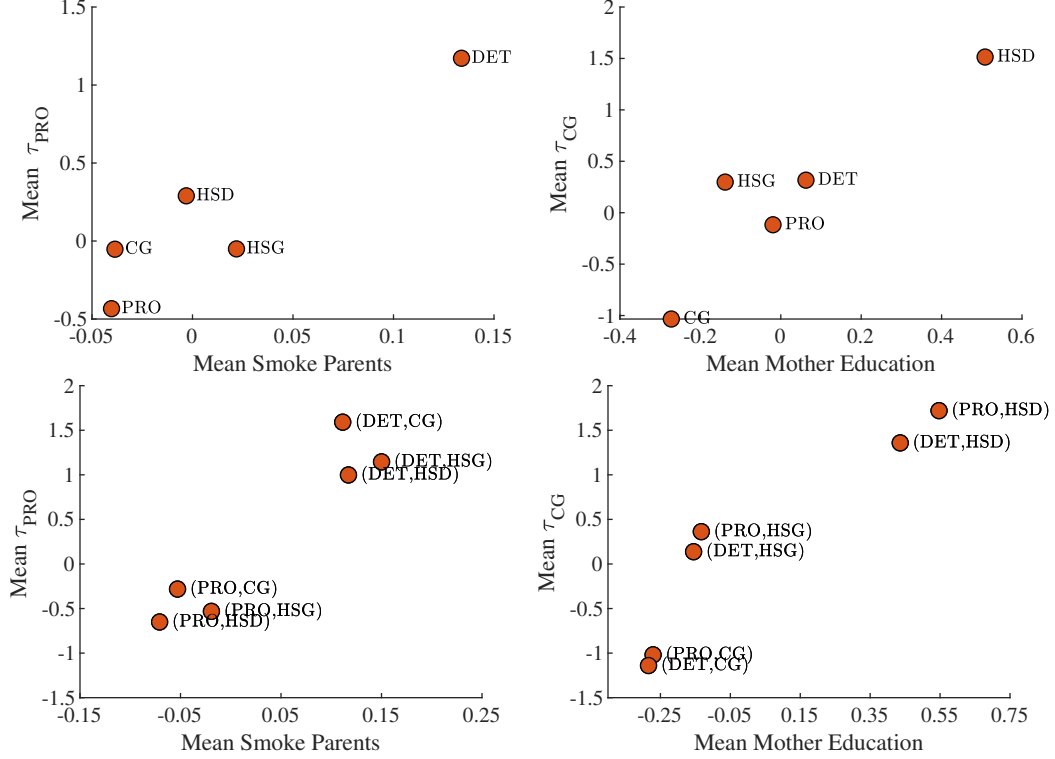 1.5
1
0.5
0
-0.5
Mean τPRO
DET
HSD
CG
HSG
PRO
-0.05
0
0.05
0.1
0.15
Mean Smoke Parents
2
1.5
1
0.5
0
-0.5
-1
Mean τCG
HSD
HSG
DET
PRO
CG
-0.4
-0.2
0
0.2
0.4
0.6
Mean Mother Education
2
1.5
1
0.5
0
-0.5
-1
-1.5
Mean τPRO
(DET,CG)
(DET,HSG)
(DET,HSD)
(PRO,CG)
(PRO,HSG)
(PRO,HSD)
-0.15
-0.05
0.05
0.15
0.25
Mean Smoke Parents
2
1.5
1
0.5
0
-0.5
-1
-1.5
Mean τCG
(PRO,HSD)
(DET,HSD)
(PRO,HSG)
(DET,HSG)
(PRO,CG)
(DET,CG)
-0.25
-0.05
0.15
0.35
0.55
0.75
Mean Mother Education